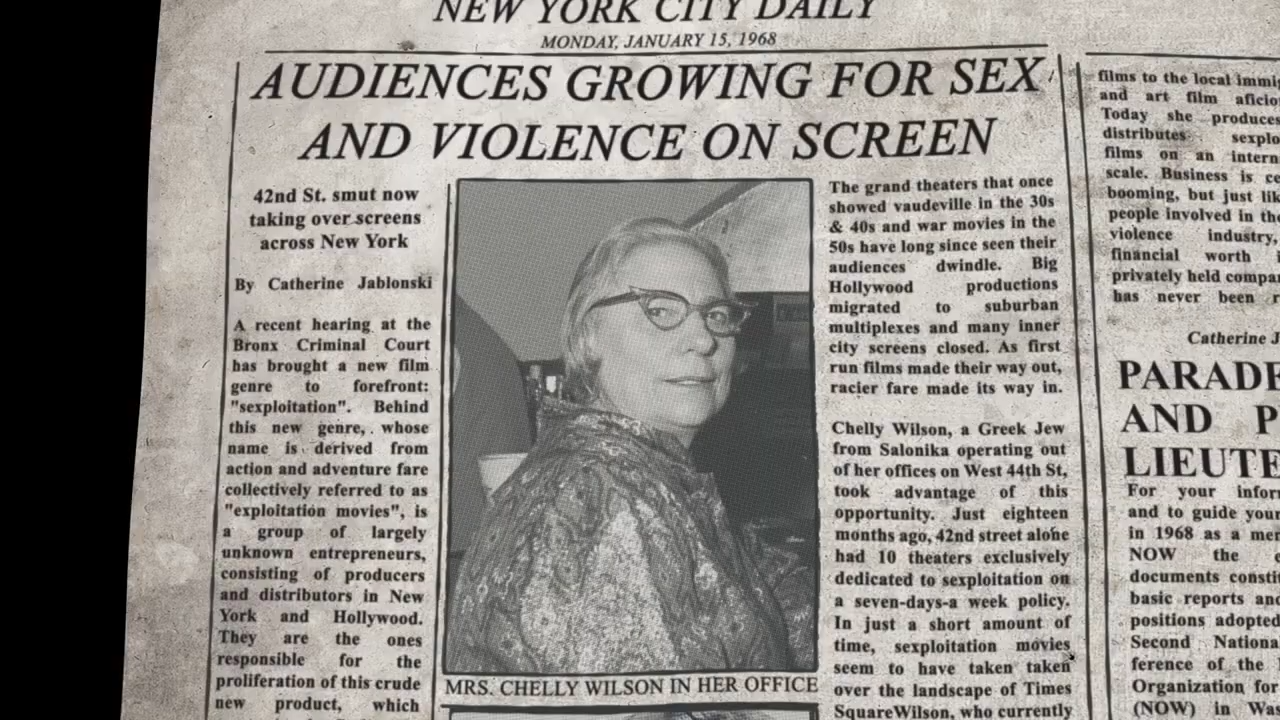 NEW YORK CITY DAILY
MONDAY, JANUARY 15, 1968
AUDIENCES GROWING FOR SEX
AND VIOLENCE ON SCREEN
42nd St. smut now
taking over screens
across New York
By Catherine Jablonski
A recent hearing at the
Bronx Criminal Court
has brought a new film
genre to forefront:
"sexploitation". Behind
this new genre, whose
name is derived from
action and adventure fare
collectively referred to as
"exploitation movies", is
a group of largely
unknown entrepreneurs,
consisting of producers
and distributors in New
York and Hollywood.
They are the ones
responsible for the
proliferation of this crude
new product, which
MRS. CHELLY WILSON IN HER OFFICE
The grand theaters that once
showed vaudeville in the 30s
& 40s and war movies in the
50s have long since seen their
audiences dwindle. Big
Hollywood productions
migrated to suburban
multiplexes and many inner
city screens closed. As first
run films made their way out,
racier fare made its way in.
Chelly Wilson, a Greek Jew
from Salonika operating out
of her offices on West 44th St,
took advantage of this
opportunity. Just eighteen
months ago, 42nd street alone
had 10 theaters exclusively
dedicated to sexploitation on
a seven-days-a week policy.
In just a short amount of
time, sexploitation movies
seem to have taken taken
over the landscape of Times
SquareWilson, who currently
films to the local
and art film
Today she produces
distributes
films on an
scale. Business is
booming, but just
people involved in
violence industry,
financial worth
privately held
has never been
Catherine
PARADE
AND
For your
and to guide your
in 1968 as a
NOW the
documents
basic reports and
positions adopted
Second
ference of the
Organization for
(NOW) in